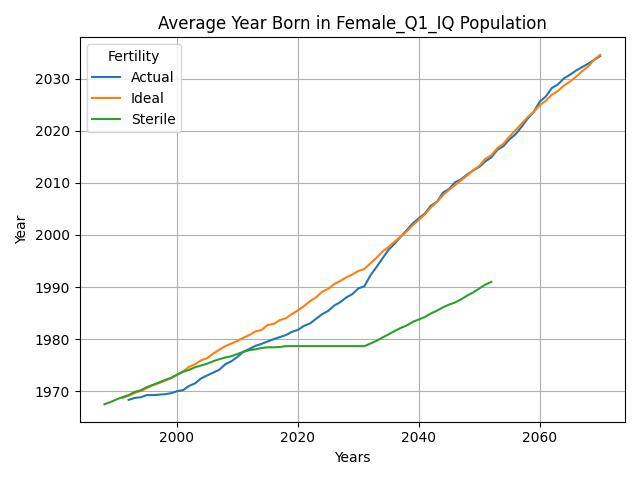 Average Year Born in Female_Q1_IQ Population
Fertility
Actual
Ideal
Sterile
Year
2030
2020
2010
2000
1990
1980
1970
2000 2020 2040 2060
Years